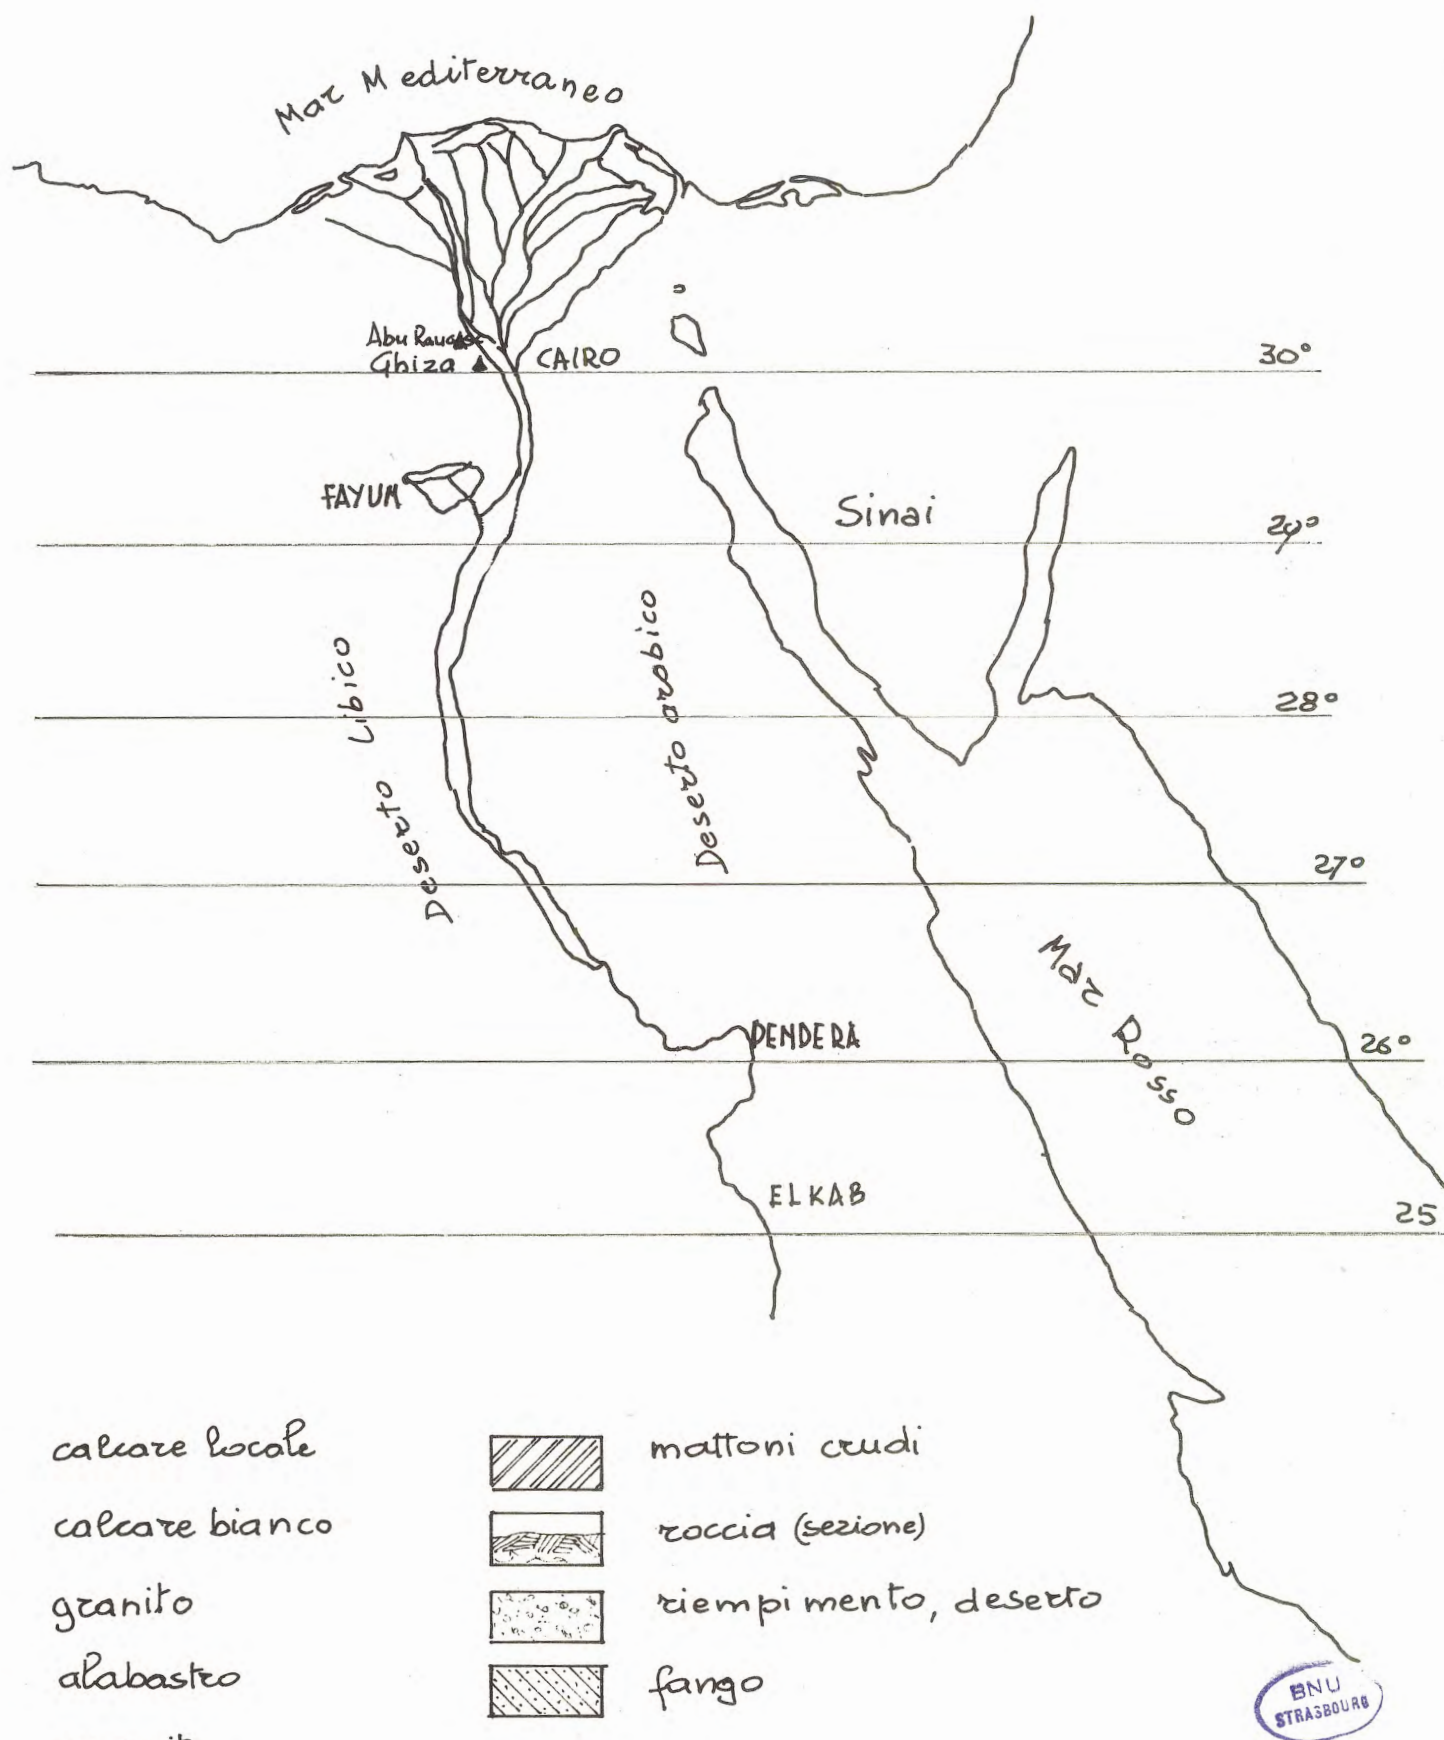 Mar Mediterraneo
Abu Rauasc
Ghiza
CAIRO
30°
FAYUM
Sinai
29°
Deserto Libico
Deserto arabico
28°
27°
Mar Rosso
DENDERA
26°
ELKAB
25
calcare locale
mattoni crudi
calcare bianco
roccia (sezione)
granito
riempimento, deserto
alabastro
fango
BNU
STRASBOURG